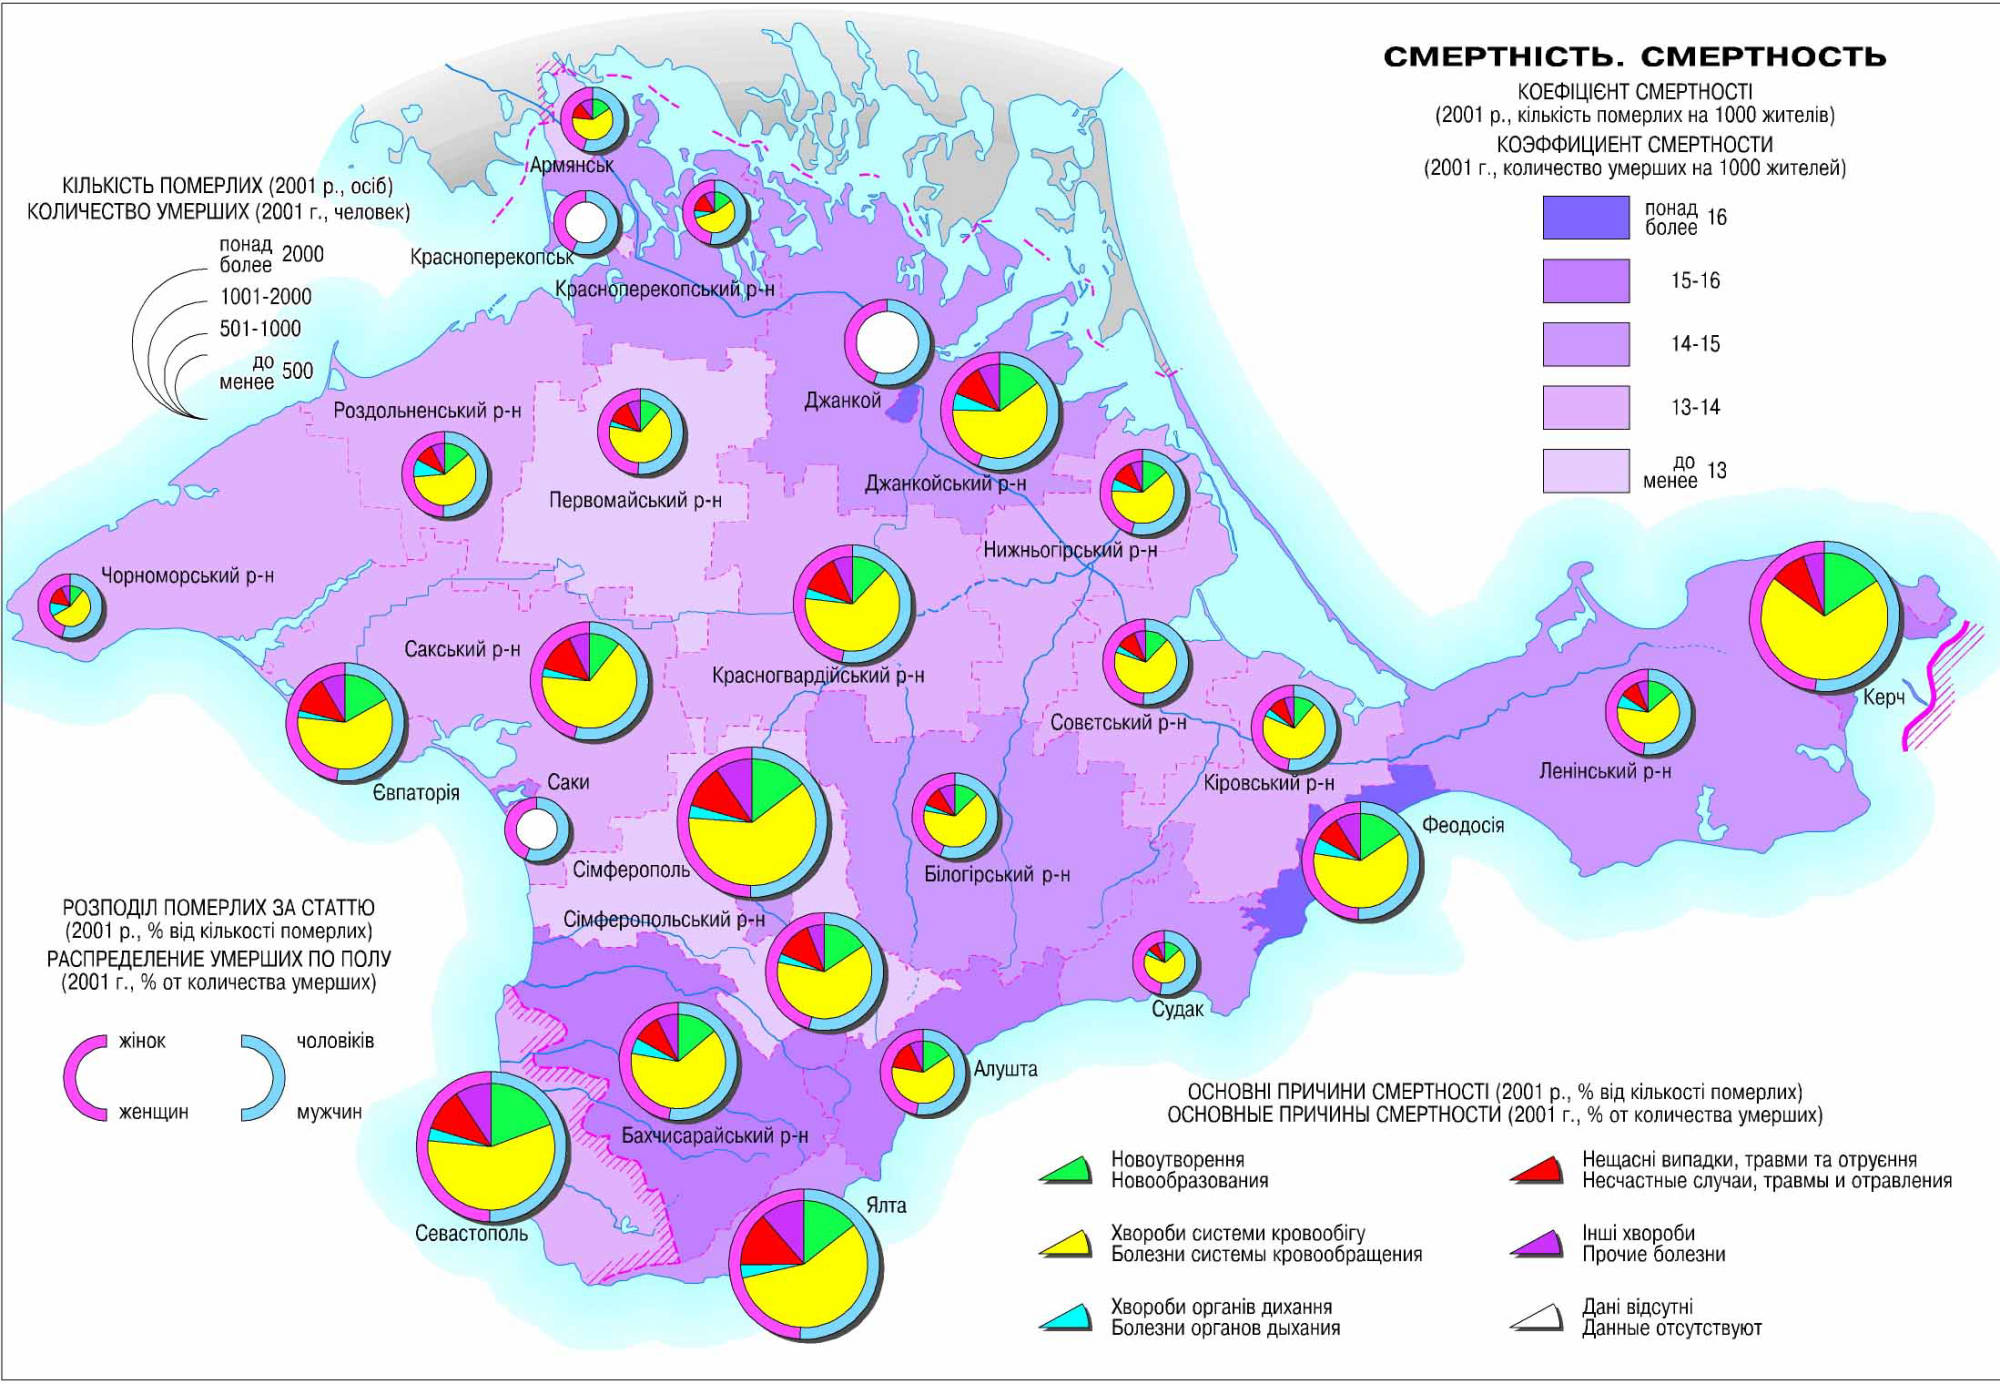 СМЕРТНІСТЬ. СМЕРТНОСТЬ
КОЕФІЦІЄНТ СМЕРТНОСТІ
(2001 р., кількість померлих на 1000 жителів)
КОЭФФИЦИЕНТ СМЕРТНОСТИ
(2001 г., количество умерших на 1000 жителей)
понад
более 16
15-16
14-15
13-14
до
менее 13
КІЛЬКІСТЬ ПОМЕРЛИХ (2001 р., осіб)
КОЛИЧЕСТВО УМЕРШИХ (2001 г., человек)
понад
более 2000
1001-2000
501-1000
до
менее 500
Армянськ
Красноперекопськ
Красноперекопський р-н
Джанкой
Роздольненський р-н
Джанкойський р-н
Первомайський р-н
Нижньогірський р-н
Чорноморський р-н
Сакський р-н
Красногвардійський р-н
Совєтський р-н
Керч
Ленінський р-н
Кіровський р-н
Саки
Євпаторія
Феодосія
Сімферополь
Білогірський р-н
Сімферопольський р-н
Судак
Алушта
Бахчисарайський р-н
Ялта
Севастополь
РОЗПОДІЛ ПОМЕРЛИХ ЗА СТАТТЮ
(2001 р., % від кількості померлих)
РАСПРЕДЕЛЕНИЕ УМЕРШИХ ПО ПОЛУ
(2001 г., % от количества умерших)
жінок
женщин
чоловіків
мужчин
ОСНОВНІ ПРИЧИНИ СМЕРТНОСТІ (2001 р., % від кількості померлих)
ОСНОВНЫЕ ПРИЧИНЫ СМЕРТНОСТИ (2001 г., % от количества умерших)
Новоутворення
Новообразования
Хвороби системи кровообігу
Болезни системы кровообращения
Хвороби органів дихання
Болезни органов дыхания
Нещасні випадки, травми та отруєння
Несчастные случаи, травмы и отравления
Інші хвороби
Прочие болезни
Дані відсутні
Данные отсутствуют